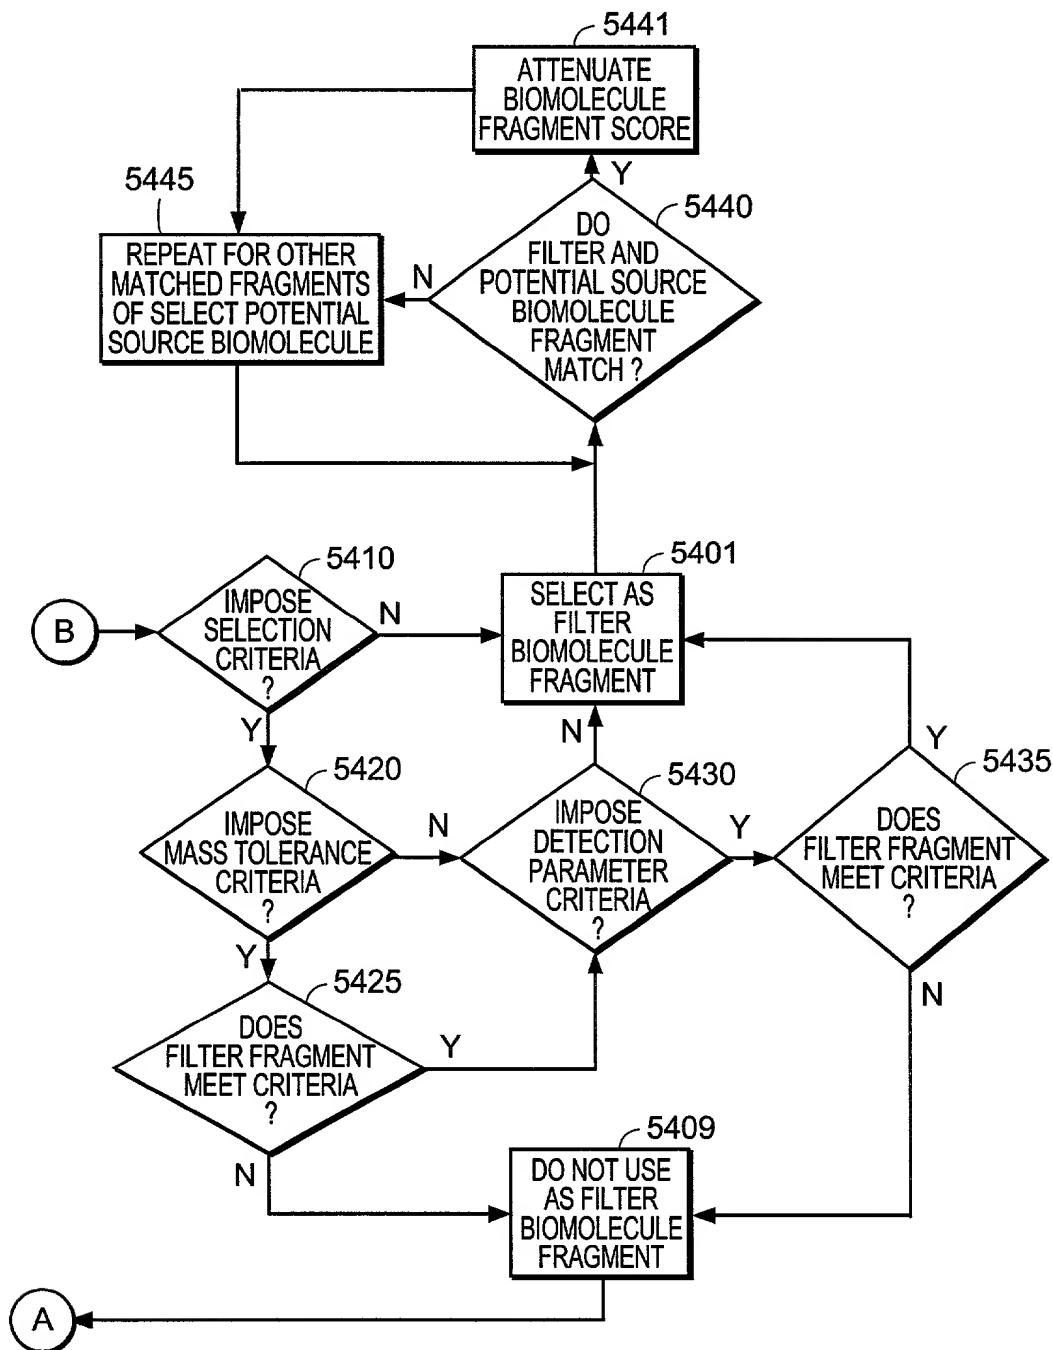 5441
ATTENUATE
BIOMOLECULE
FRAGMENT SCORE
Y
5445
REPEAT FOR OTHER
MATCHED FRAGMENTS
OF SELECT POTENTIAL
SOURCE BIOMOLECULE
N
5440
DO
FILTER AND
POTENTIAL SOURCE
BIOMOLECULE
FRAGMENT
MATCH ?
B
5410
IMPOSE
SELECTION
CRITERIA
?
N
Y
5401
SELECT AS
FILTER
BIOMOLECULE
FRAGMENT
N
5420
IMPOSE
MASS TOLERANCE
CRITERIA
?
N
Y
5430
IMPOSE
DETECTION
PARAMETER
CRITERIA
?
Y
Y
5435
DOES
FILTER FRAGMENT
MEET CRITERIA
?
N
5425
DOES
FILTER FRAGMENT
MEET CRITERIA
?
Y
N
5409
DO NOT USE
AS FILTER
BIOMOLECULE
FRAGMENT
A